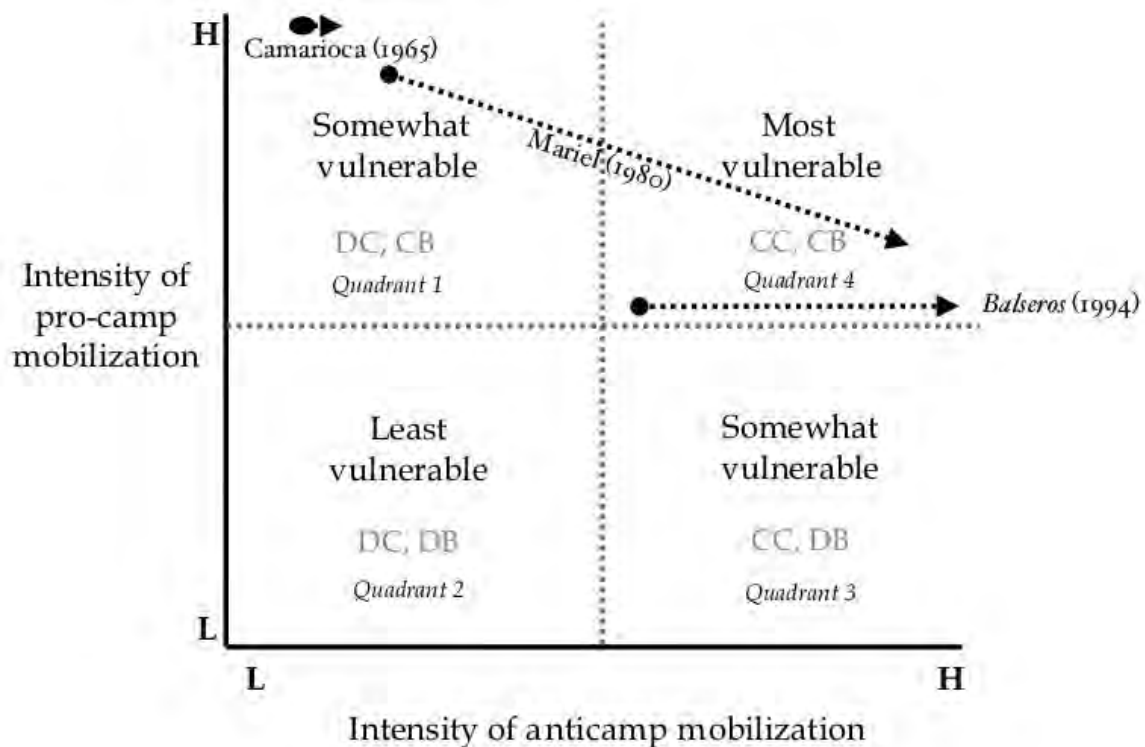 H
Camarioca (1965)
Somewhat
vulnerable
Mariel (1980)
Most
vulnerable
DC, CB
Quadrant 1
CC, CB
Quadrant 4
Intensity of
pro-camp
mobilization
Balseros (1994)
Least
vulnerable
Somewhat
vulnerable
DC, DB
Quadrant 2
CC, DB
Quadrant 3
L
L
H
Intensity of anticamp mobilization